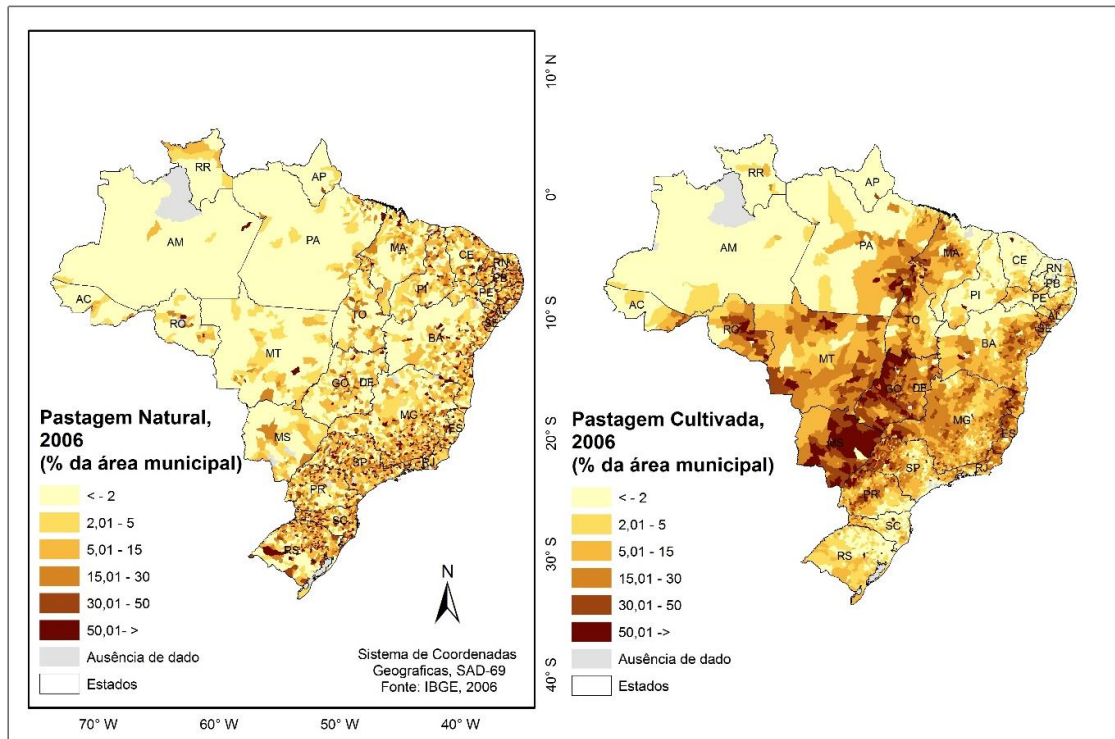 10° N
0°
10° S
20° S
30° S
40° S
70° W
60° W
50° W
40° W
RR
AP
AM
PA
MA
CE
RN
PB
PE
AL
SE
PI
AC
RO
TO
BA
MT
GO
DF
MG
ES
MS
SP
RJ
PR
SC
RS
Pastagem Natural,
2006
(% da área municipal)
< - 2
2,01 - 5
5,01 - 15
15,01 - 30
30,01 - 50
50,01- >
Ausência de dado
Estados
N
Sistema de Coordenadas
Geograficas, SAD-69
Fonte: IBGE, 2006
RR
AP
AM
PA
MA
CE
RN
PB
PE
AL
SE
PI
AC
RO
TO
BA
MT
GO
DF
MG
ES
MS
SP
RJ
PR
SC
RS
Pastagem Cultivada,
2006
(% da área municipal)
< - 2
2,01 - 5
5,01 - 15
15,01 - 30
30,01 - 50
50,01 ->
Ausência de dado
Estados